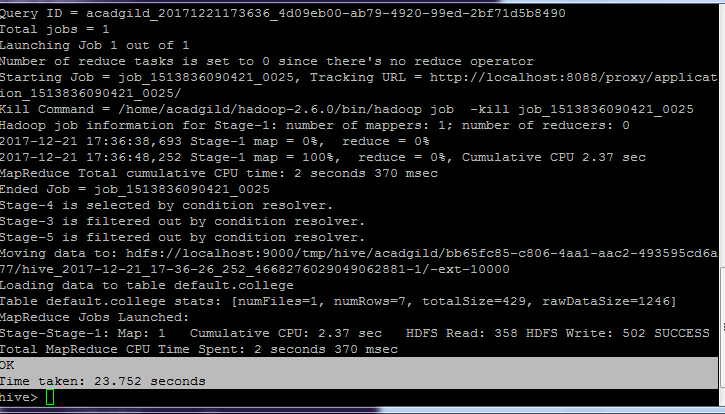 Query ID = acadgild_20171221173636_4d09eb00-ab79-4920-99ed-2bf71d5b8490
Total jobs = 1
Launching Job 1 out of 1
Number of reduce tasks is set to 0 since there's no reduce operator
Starting Job = job_1513836090421_0025, Tracking URL = http://localhost:8088/proxy/applicat
ion_1513836090421_0025/
Kill Command = /home/acadgild/hadoop-2.6.0/bin/hadoop job  -kill job_1513836090421_0025
Hadoop job information for Stage-1: number of mappers: 1; number of reducers: 0
2017-12-21 17:36:38,693 Stage-1 map = 0%,  reduce = 0%
2017-12-21 17:36:48,252 Stage-1 map = 100%,  reduce = 0%, Cumulative CPU 2.37 sec
MapReduce Total cumulative CPU time: 2 seconds 370 msec
Ended Job = job_1513836090421_0025
Stage-4 is selected by condition resolver.
Stage-3 is filtered out by condition resolver.
Stage-5 is filtered out by condition resolver.
Moving data to: hdfs://localhost:9000/tmp/hive/acadgild/bb65fc85-c806-4aa1-aac2-493595cd6a
77/hive_2017-12-21_17-36-26_252_4668276029049062881-1/-ext-10000
Loading data to table default.college
Table default.college stats: [numFiles=1, numRows=7, totalSize=429, rawDataSize=1246]
MapReduce Jobs Launched:
Stage-Stage-1: Map: 1   Cumulative CPU: 2.37 sec   HDFS Read: 358 HDFS Write: 502 SUCCESS
Total MapReduce CPU Time Spent: 2 seconds 370 msec
OK
Time taken: 23.752 seconds
hive>